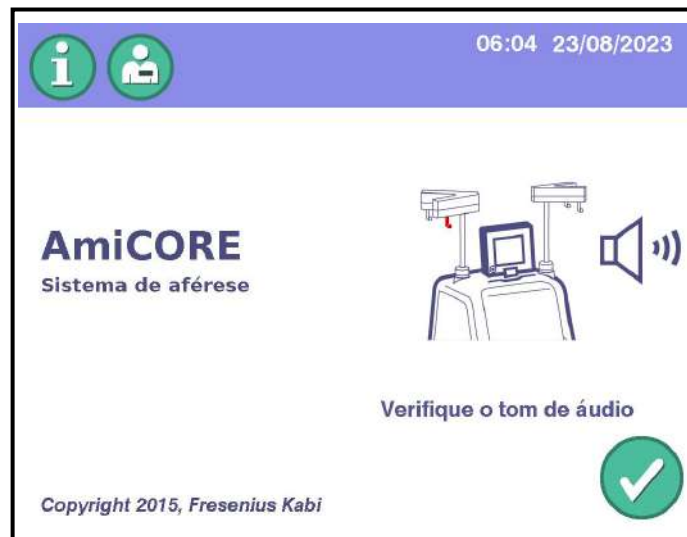 06:04 23/08/2023
AmiCORE
Sistema de aférese
Verifique o tom de áudio
Copyright 2015, Fresenius Kabi